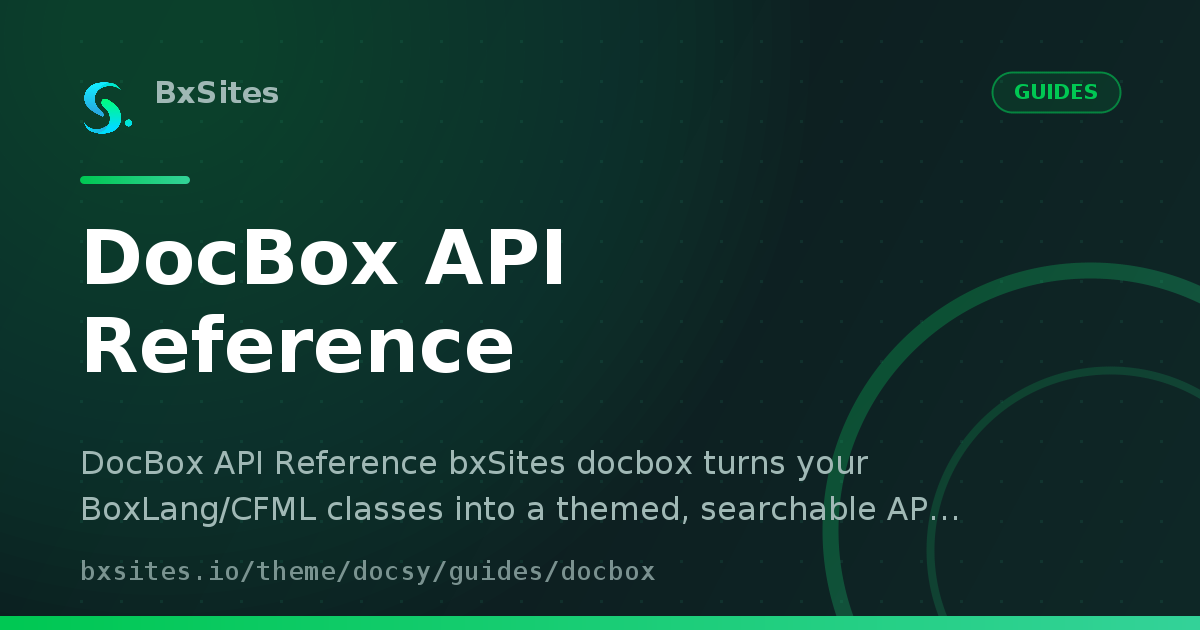 BxSites
GUIDES
DocBox API
Reference
DocBox API Reference bxSites docbox turns your
BoxLang/CFML classes into a themed, searchable AP…
bxsites.io/theme/docsy/guides/docbox